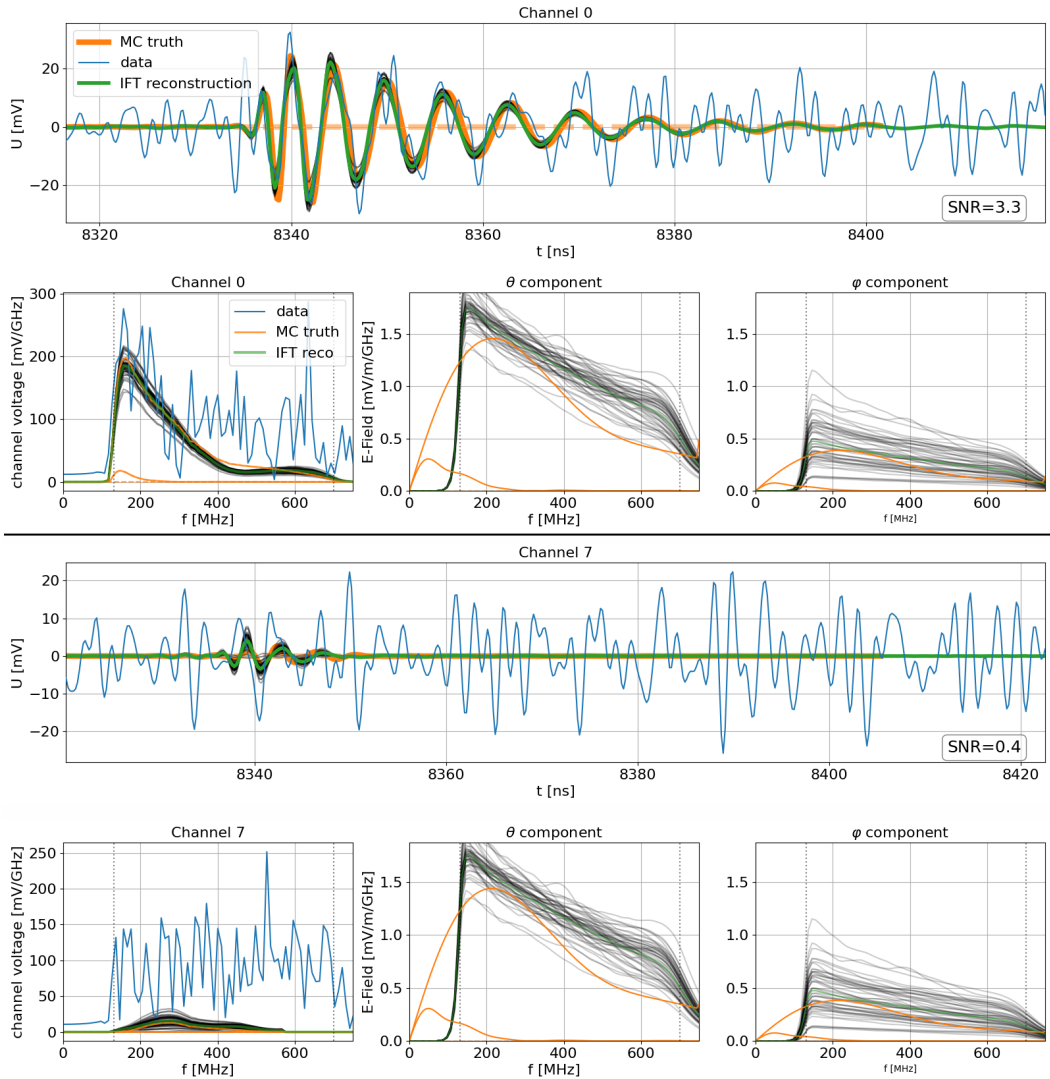 Channel 0
MC truth
data
IFT reconstruction
U [mV]
20
0
−20
SNR=3.3
8320
8340
8360
8380
8400
t [ns]
Channel 0
channel voltage [mV/GHz]
300
200
100
0
data
MC truth
IFT reco
0
200
400
600
f [MHz]
θ component
E-Field [mV/m/GHz]
1.5
1.0
0.5
0.0
0
200
400
600
f [MHz]
φ component
1.5
1.0
0.5
0.0
0
200
400
600
f [MHz]
Channel 7
U [mV]
20
10
0
−10
−20
SNR=0.4
8340
8360
8380
8400
8420
t [ns]
Channel 7
channel voltage [mV/GHz]
250
200
150
100
50
0
0
200
400
600
f [MHz]
θ component
E-Field [mV/m/GHz]
1.5
1.0
0.5
0.0
0
200
400
600
f [MHz]
φ component
1.5
1.0
0.5
0.0
0
200
400
600
f [MHz]